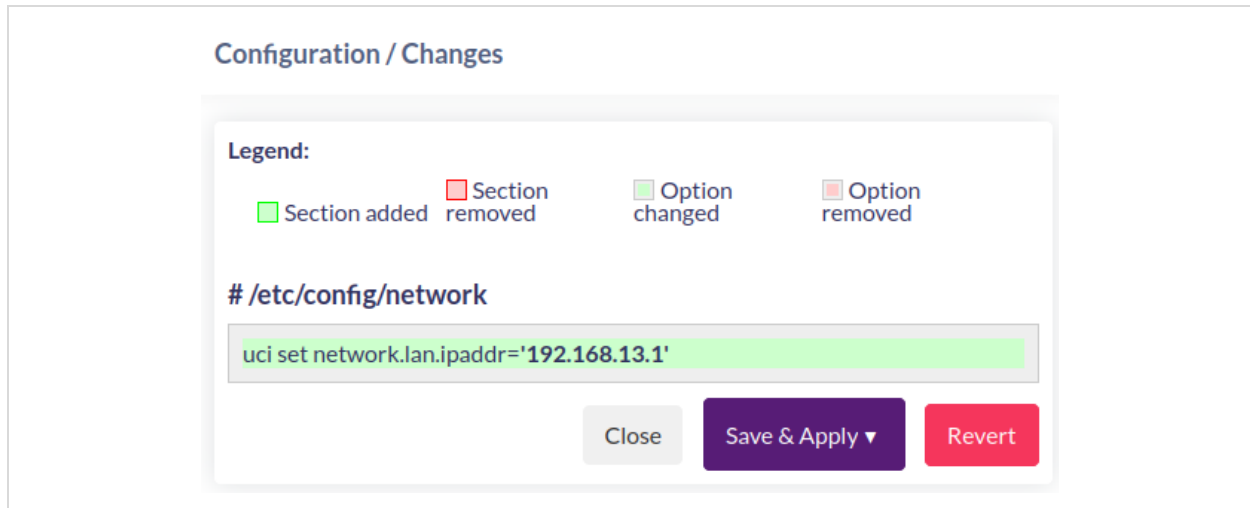 Configuration / Changes
Legend:
Section added
Section
removed
Option
changed
Option
removed
# /etc/config/network
uci set network.lan.ipaddr='192.168.13.1'
Close
Save & Apply ▾
Revert